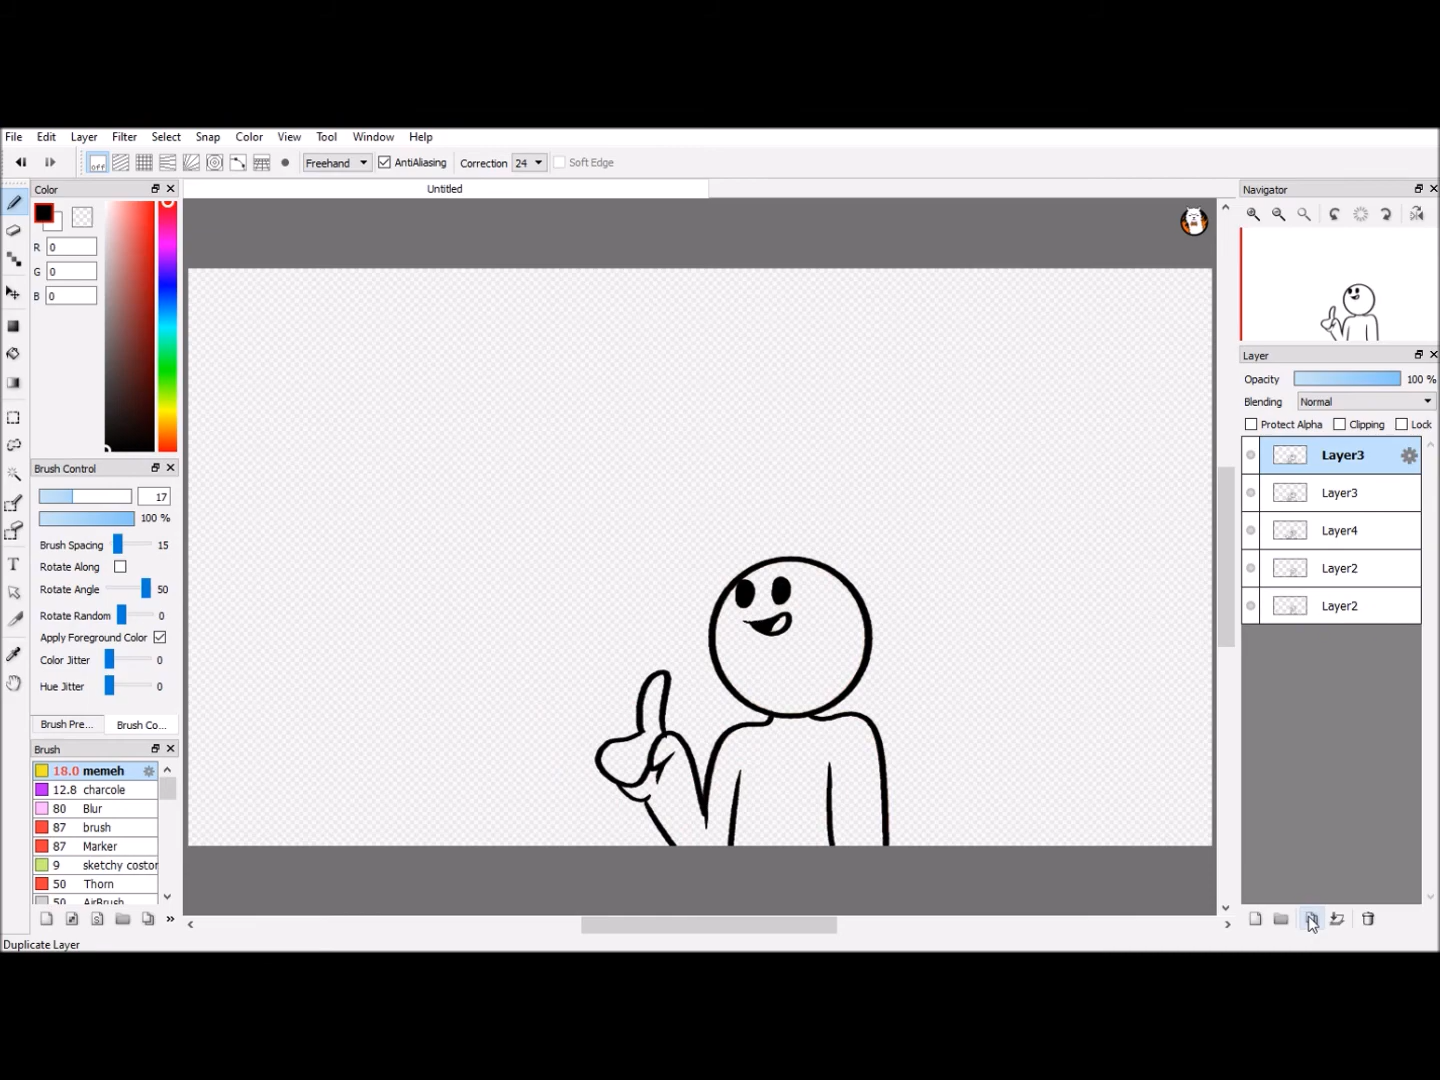 File Edit Layer Filter Select Snap Color View Tool Window Help
off Freehand AntiAliasing Correction 24 Soft Edge
Color
Untitled
Navigator
R 0
G 0
B 0
Brush Control
17
100 %
Brush Spacing 15
Rotate Along
Rotate Angle 50
Rotate Random 0
Apply Foreground Color
Color Jitter 0
Hue Jitter 0
Brush Pre... Brush Co...
Brush
18.0 memeh
12.8 charcole
80 Blur
87 brush
87 Marker
9 sketchy costor
50 Thorn
50 AirBrush
Duplicate Layer
Layer
Opacity 100 %
Blending Normal
Protect Alpha Clipping Lock
Layer3
Layer3
Layer4
Layer2
Layer2